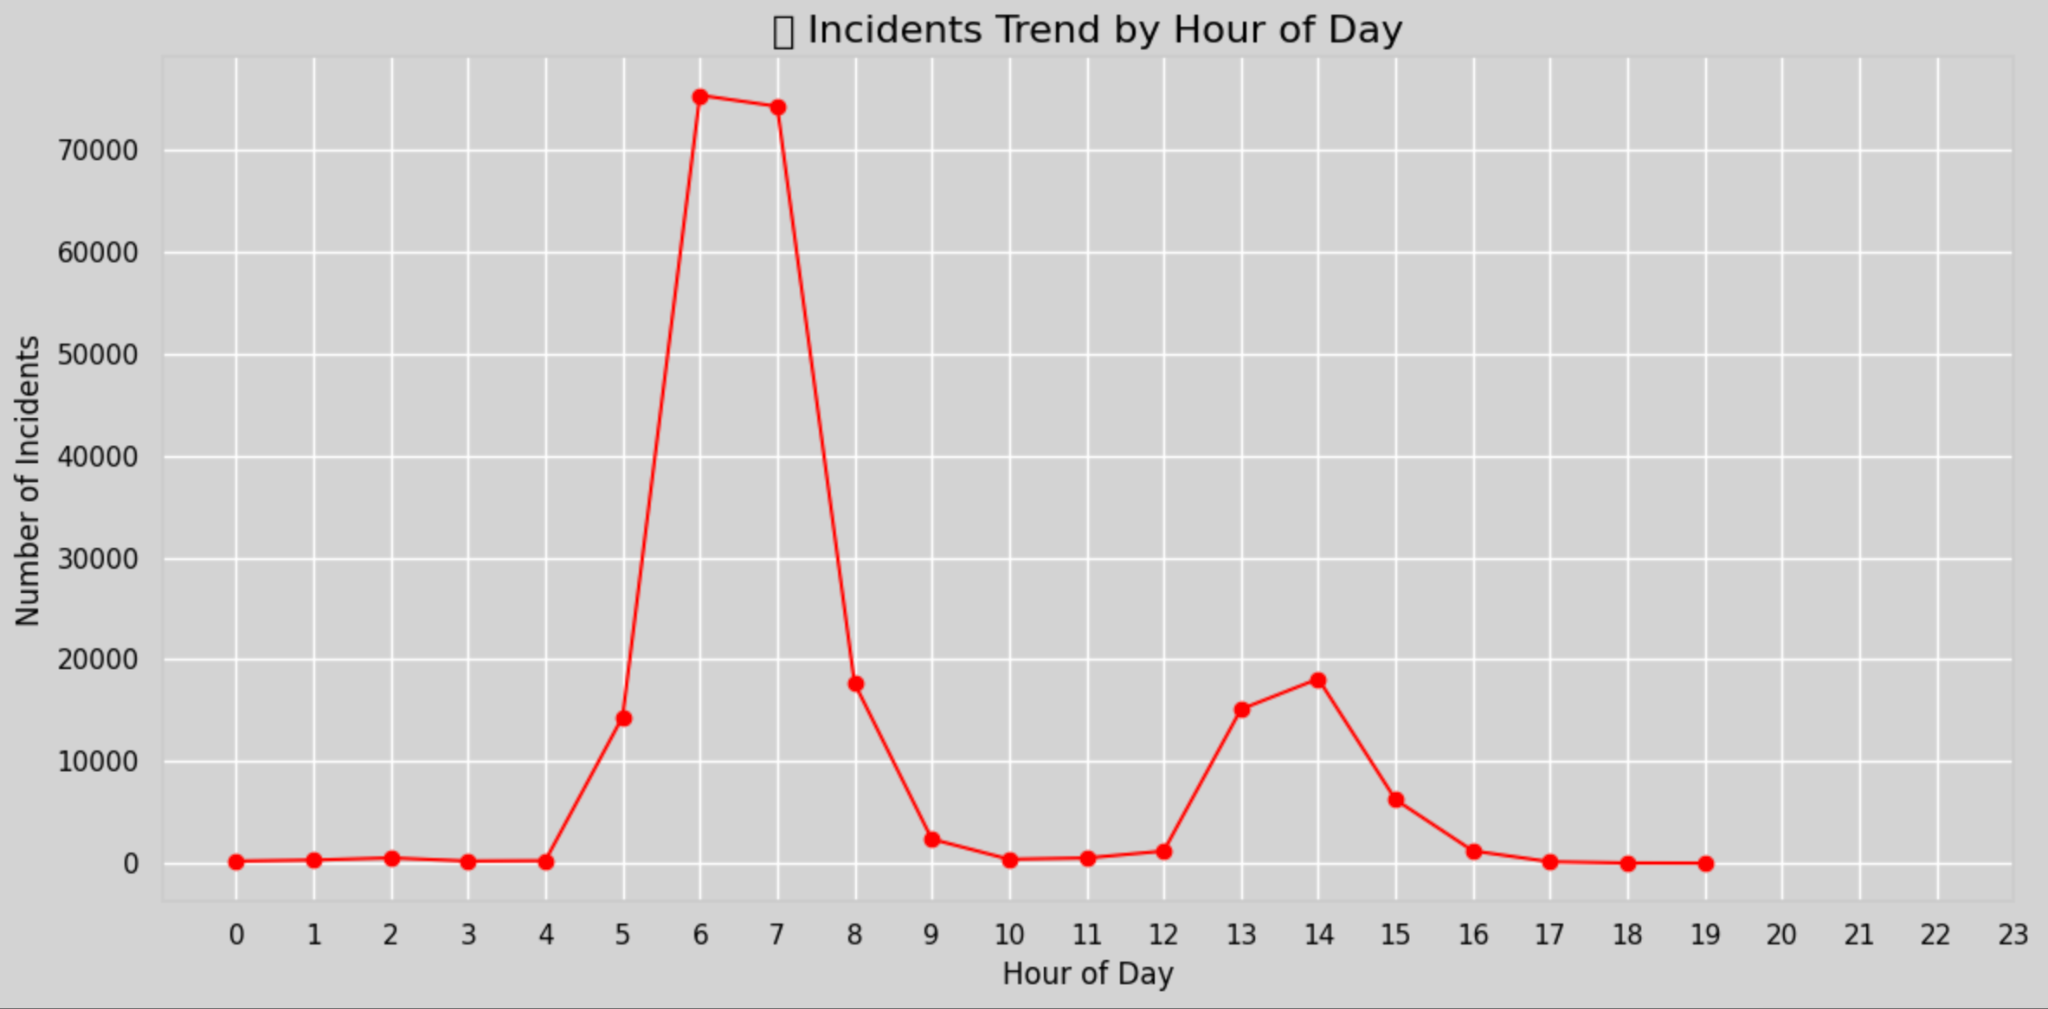 ▯ Incidents Trend by Hour of Day
70000
60000
50000
40000
30000
20000
10000
0
Number of Incidents
0 1 2 3 4 5 6 7 8 9 10 11 12 13 14 15 16 17 18 19 20 21 22 23
Hour of Day